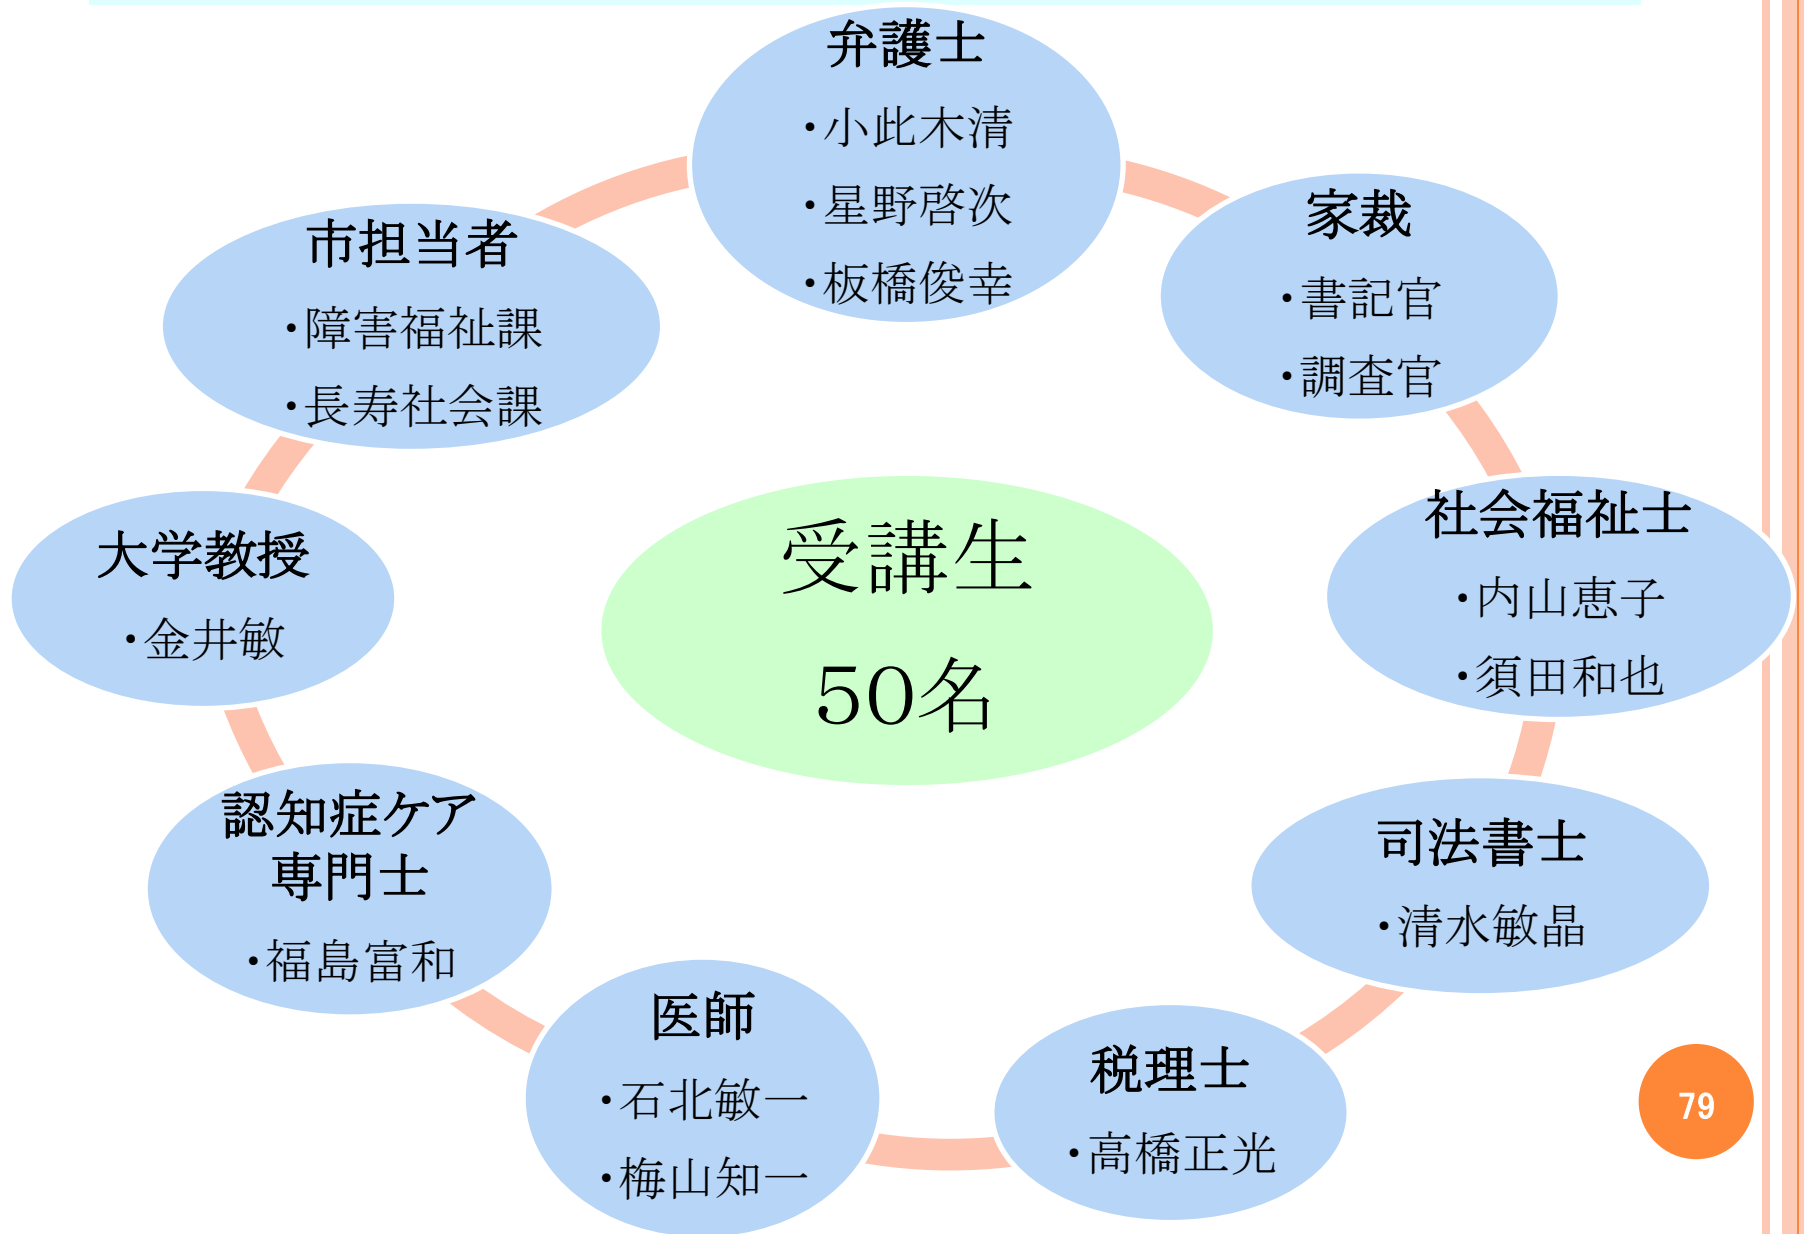 弁護士
・小此木清
・星野啓次
・板橋俊幸
家裁
・書記官
・調査官
社会福祉士
・内山恵子
・須田和也
司法書士
・清水敏晶
税理士
・高橋正光
医師
・石北敏一
・梅山知一
認知症ケア
専門士
・福島富和
大学教授
・金井敏
市担当者
・障害福祉課
・長寿社会課
受講生
50名
79